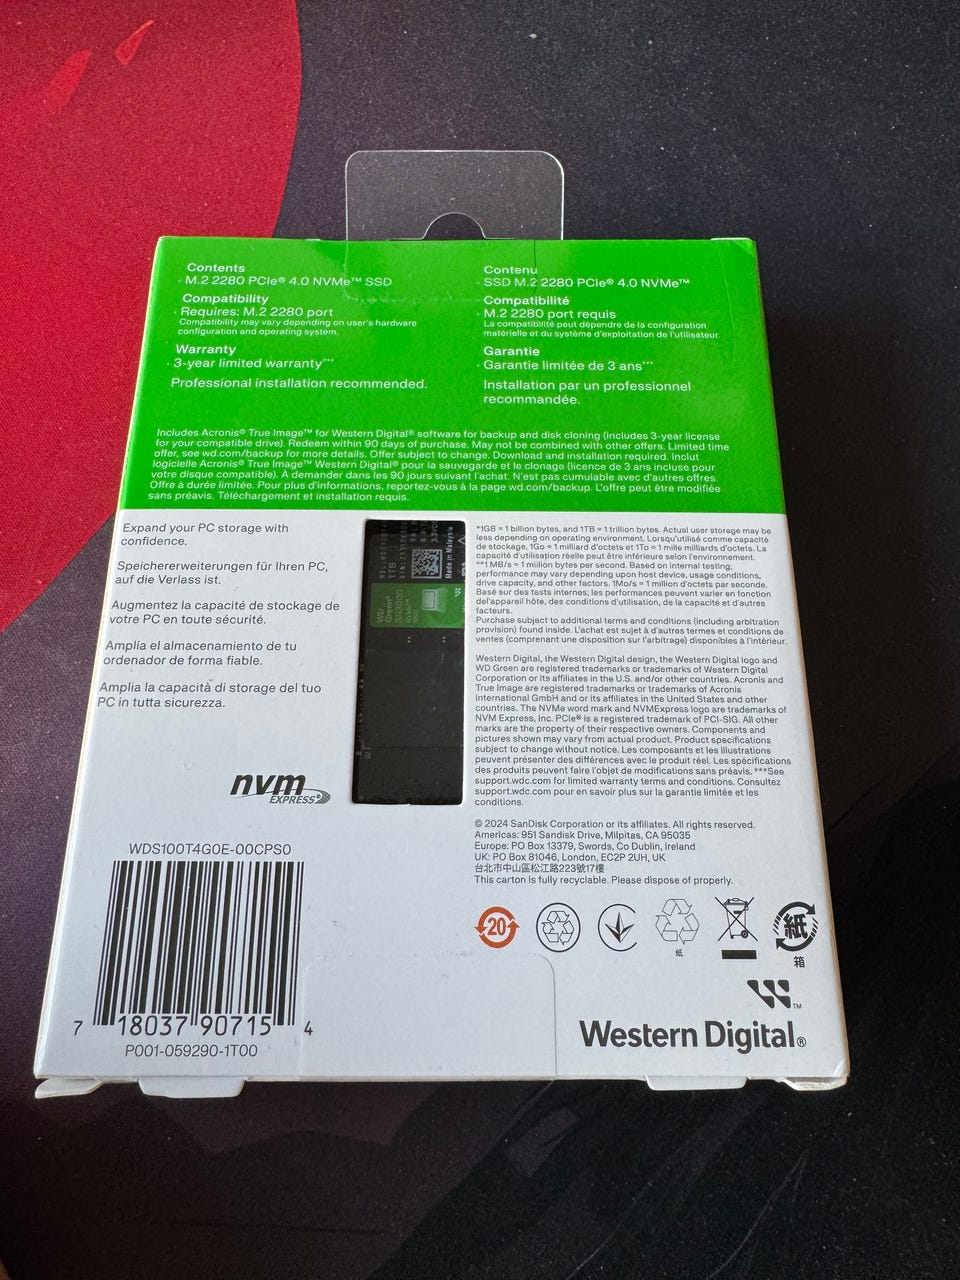 Contents
· M.2 2280 PCIe® 4.0 NVMe™ SSD
Compatibility
· Requires: M.2 2280 port
Compatibility may vary depending on user's hardware
configuration and operating system.
Warranty
· 3-year limited warranty***
Professional installation recommended.
Contenu
· SSD M.2 2280 PCIe® 4.0 NVMe™
Compatibilité
· M.2 2280 port requis
La compatibilité peut dépendre de la configuration
matérielle et du système d'exploitation de l'utilisateur.
Garantie
· Garantie limitée de 3 ans***
Installation par un professionnel
recommandée.
Includes Acronis® True Image™ for Western Digital® software for backup and disk cloning (includes 3-year license
for your compatible drive). Redeem within 90 days of purchase. May not be combined with other offers. Limited time
offer, see wd.com/backup for more details. Offer subject to change. Download and installation required. Inclut
logicielle Acronis® True Image™ Western Digital® pour la sauvegarde et le clonage (licence de 3 ans incluse pour
votre disque compatible). À demander dans les 90 jours suivant l'achat. N'est pas cumulable avec d'autres offres.
Offre à durée limitée. Pour plus d'informations, reportez-vous à la page wd.com/backup. L'offre peut être modifiée
sans préavis. Téléchargement et installation requis.
Expand your PC storage with
confidence.
Speichererweiterungen für Ihren PC,
auf die Verlass ist.
Augmentez la capacité de stockage de
votre PC en toute sécurité.
Amplía el almacenamiento de tu
ordenador de forma fiable.
Amplia la capacità di storage del tuo
PC in tutta sicurezza.
Made in Malaysia
WD
Green®
SN3000
NVMe™
SSD
1TB
nvm
EXPRESS®
WDS100T4G0E-00CPS0
7 18037 90715 4
P001-059290-1T00
*1GB = 1 billion bytes, and 1TB = 1 trillion bytes. Actual user storage may be
less depending on operating environment. Lorsqu'utilisé comme capacité
de stockage, 1Go = 1 milliard d'octets et 1To = 1 mille milliards d'octets. La
capacité d'utilisation réelle peut être inférieure selon l'environnement.
**1 MB/s = 1 million bytes per second. Based on internal testing;
performance may vary depending upon host device, usage conditions,
drive capacity, and other factors. 1Mo/s = 1 million d'octets par seconde.
Basé sur des tests internes; les performances peuvent varier en fonction
del'appareil hôte, des conditions d'utilisation, de la capacité et d'autres
facteurs.
Purchase subject to additional terms and conditions (including arbitration
provision) found inside. L'achat est sujet à d'autres termes et conditions de
ventes (comprenant une disposition sur l'arbitrage) disponibles à l'intérieur.
Western Digital, the Western Digital design, the Western Digital logo and
WD Green are registered trademarks or trademarks of Western Digital
Corporation or its affiliates in the U.S. and/or other countries. Acronis and
True Image are registered trademarks or trademarks of Acronis
International GmbH and or its affiliates in the United States and other
countries. The NVMe word mark and NVMExpress logo are trademarks of
NVM Express, Inc. PCIe® is a registered trademark of PCI-SIG. All other
marks are the property of their respective owners. Components and
pictures shown may vary from actual product. Product specifications
subject to change without notice. Les composants et les illustrations
peuvent présenter des différences avec le produit réel. Les spécifications
des produits peuvent faire l'objet de modifications sans préavis. ***See
support.wdc.com for limited warranty terms and conditions. Consultez
support.wdc.com pour en savoir plus sur la garantie limitée et les
conditions.
© 2024 SanDisk Corporation or its affiliates. All rights reserved.
Americas: 951 Sandisk Drive, Milpitas, CA 95035
Europe: PO Box 13379, Swords, Co Dublin, Ireland
UK: PO Box 81046, London, EC2P 2UH, UK
台北市中山區松江路223號17樓
This carton is fully recyclable. Please dispose of properly.
20
紙
紙
箱
Western Digital®